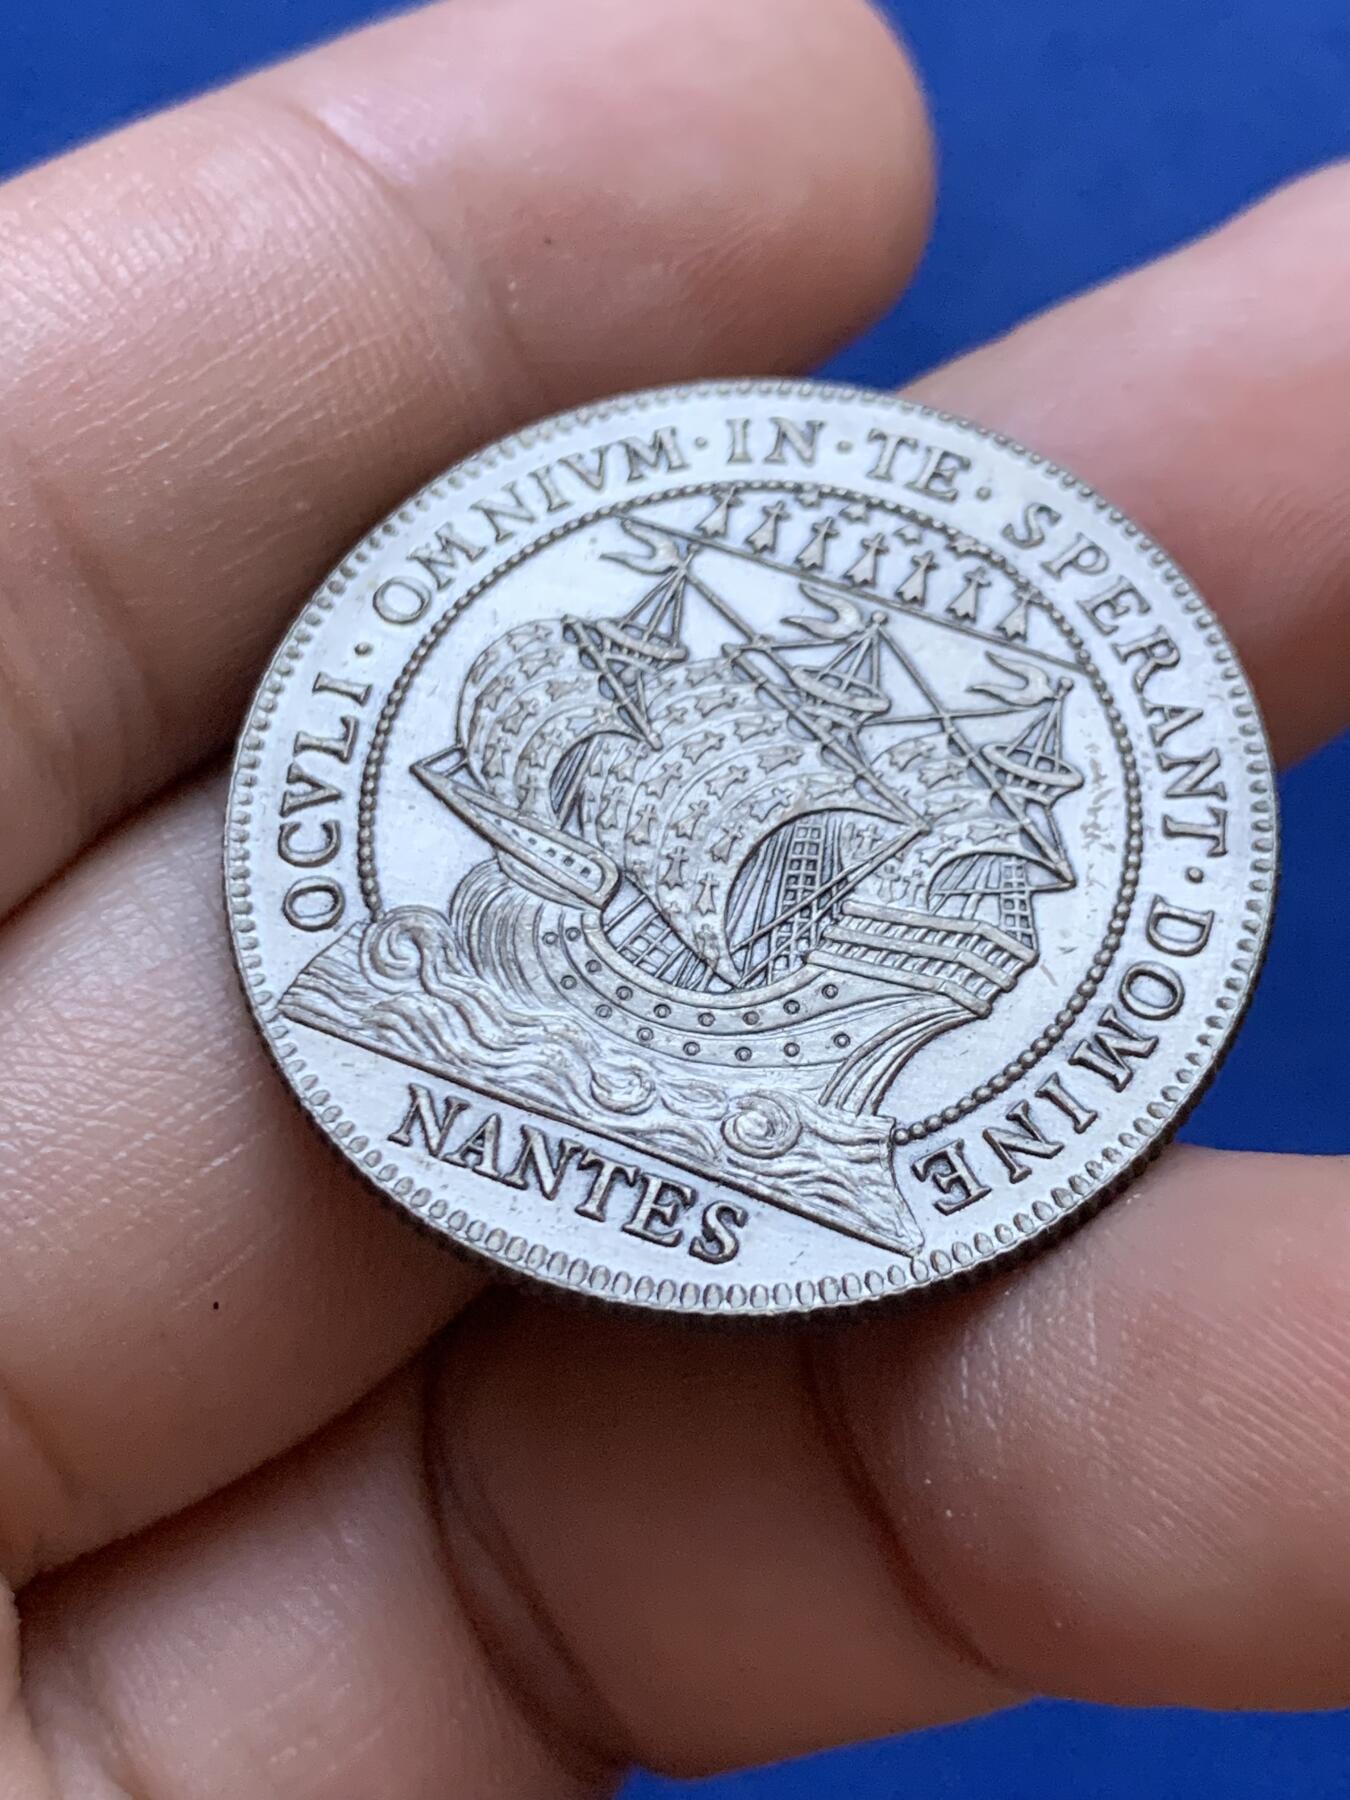 OCVLI · OMNIVM · IN · TE · SPERANT · DOMINE
NANTES